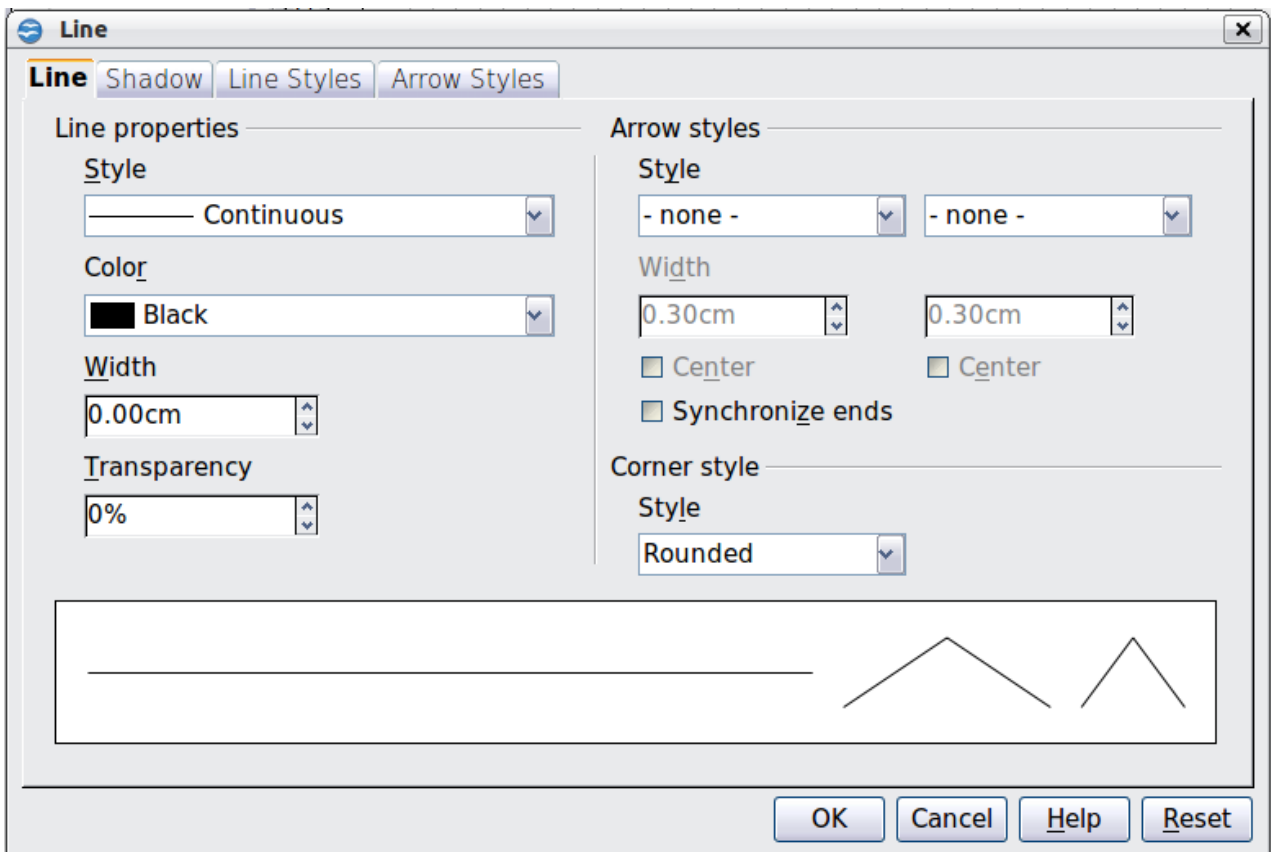 Line
Line Shadow Line Styles Arrow Styles
Line properties
Style
Continuous
Color
Black
Width
0.00cm
Transparency
0%
Arrow styles
Style
- none - - none -
Width
0.30cm 0.30cm
Center Center
Synchronize ends
Corner style
Style
Rounded
OK Cancel Help Reset